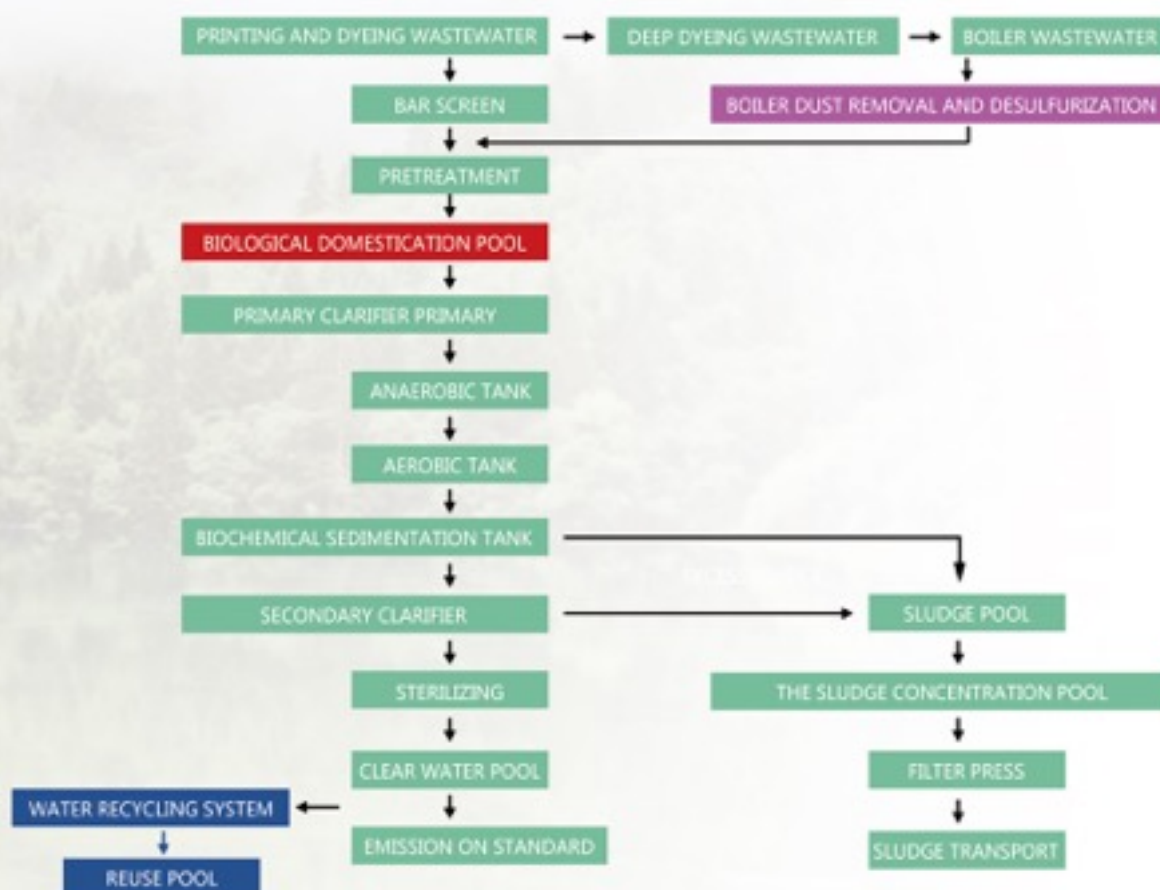 PRINTING AND DYEING WASTEWATER
DEEP DYEING WASTEWATER
BOILER WASTEWATER
BAR SCREEN
BOILER DUST REMOVAL AND DESULFURIZATION
PRETREATMENT
BIOLOGICAL DOMESTICATION POOL
PRIMARY CLARIFIER PRIMARY
ANAEROBIC TANK
AEROBIC TANK
BIOCHEMICAL SEDIMENTATION TANK
SECONDARY CLARIFIER
SLUDGE POOL
STERILIZING
THE SLUDGE CONCENTRATION POOL
CLEAR WATER POOL
FILTER PRESS
WATER RECYCLING SYSTEM
EMISSION ON STANDARD
SLUDGE TRANSPORT
REUSE POOL